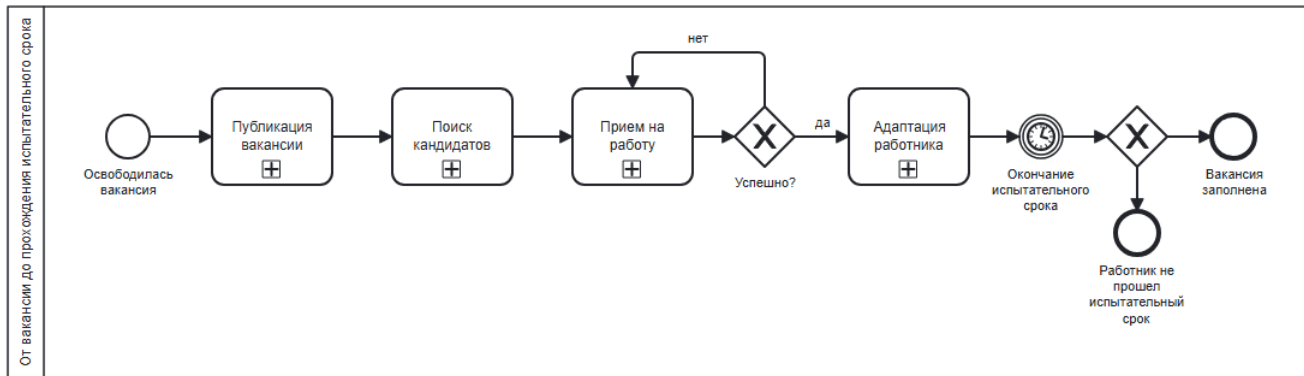 От вакансии до прохождения испытательного срока
Освободилась
вакансия
Публикация
вакансии
Поиск
кандидатов
Прием на
работу
нет
Успешно?
да
Адаптация
работника
Окончание
испытательного
срока
Вакансия
заполнена
Работник не
прошел
испытательный
срок